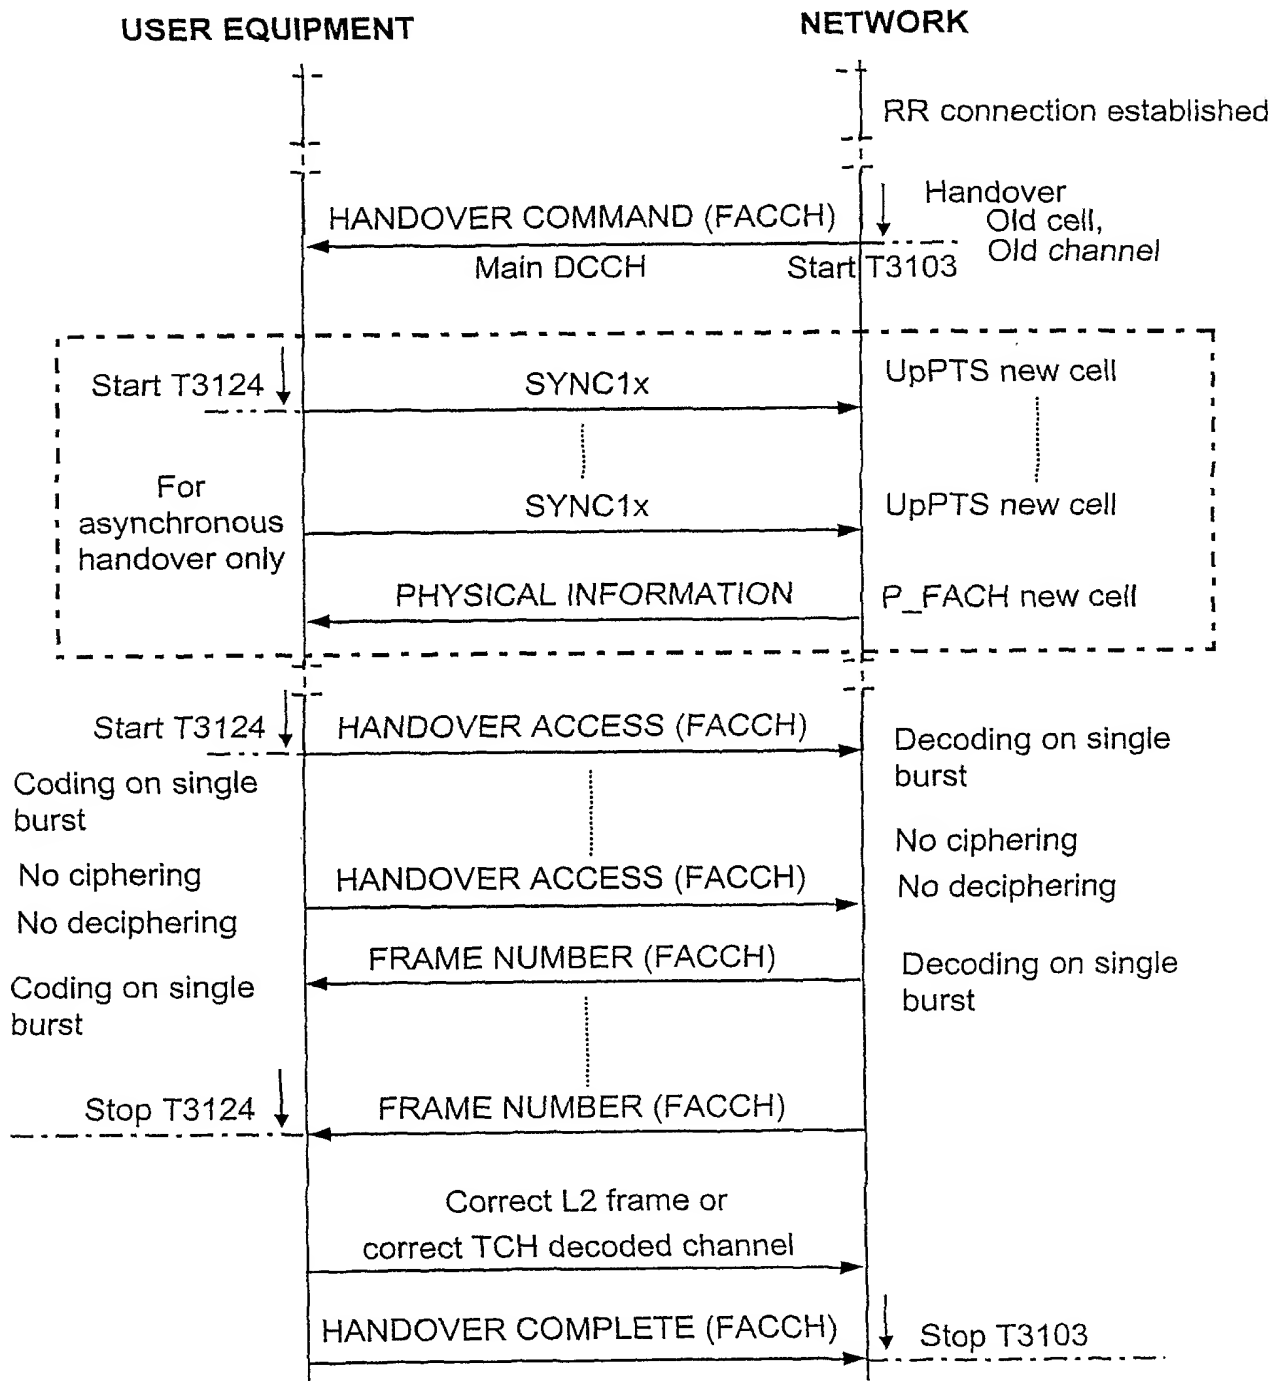 USER EQUIPMENT
NETWORK
RR connection established
HANDOVER COMMAND (FACCH)
Handover
Old cell,
Old channel
Main DCCH
Start T3103
Start T3124
SYNC1x
UpPTS new cell
For
asynchronous
handover only
SYNC1x
UpPTS new cell
PHYSICAL INFORMATION
P_FACH new cell
Start T3124
HANDOVER ACCESS (FACCH)
Decoding on single
burst
Coding on single
burst
No ciphering
No ciphering
HANDOVER ACCESS (FACCH)
No deciphering
No deciphering
FRAME NUMBER (FACCH)
Decoding on single
burst
Coding on single
burst
Stop T3124
FRAME NUMBER (FACCH)
Correct L2 frame or
correct TCH decoded channel
HANDOVER COMPLETE (FACCH)
Stop T3103